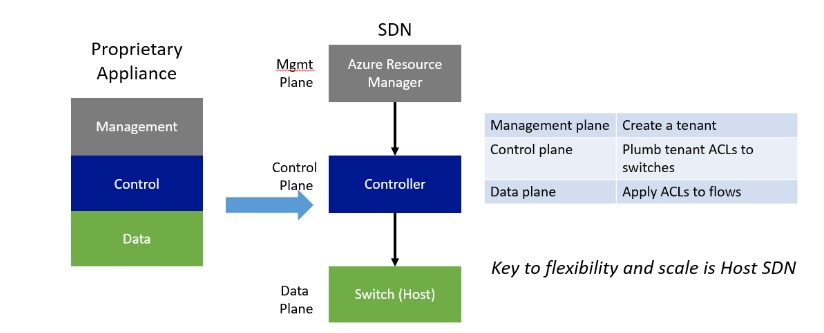 SDN
Proprietary
Appliance
Management
Control
Data
Mgmt
Plane
Azure Resource
Manager
Control
Plane
Controller
Data
Plane
Switch (Host)
Management plane Create a tenant
Control plane Plumb tenant ACLs to
switches
Data plane Apply ACLs to flows
Key to flexibility and scale is Host SDN